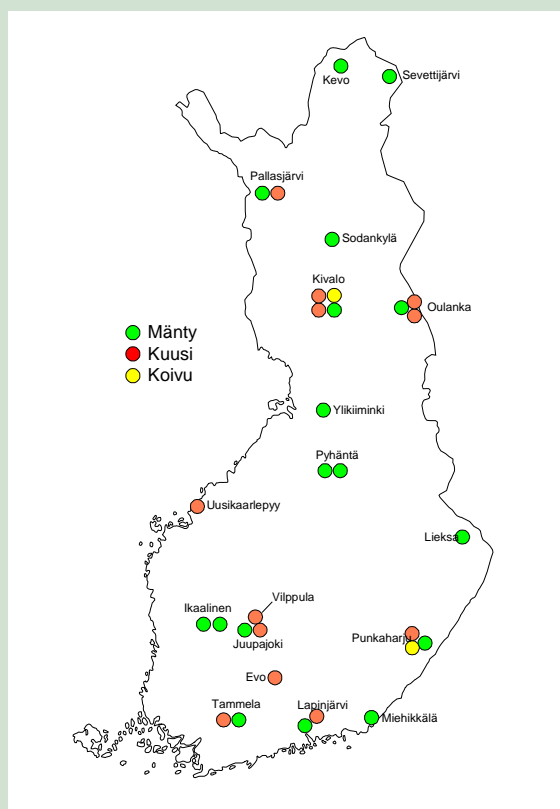 Kevo
Sevettijärvi
Pallasjärvi
Sodankylä
Kivalo
Oulanka
Mänty
Kuusi
Koivu
Ylikiiminki
Pyhäntä
Uusikaarlepyy
Lieksa
Vilppula
Ikaalinen
Juupajoki
Punkaharju
Evo
Tammela
Lapinjärvi
Miehikkälä